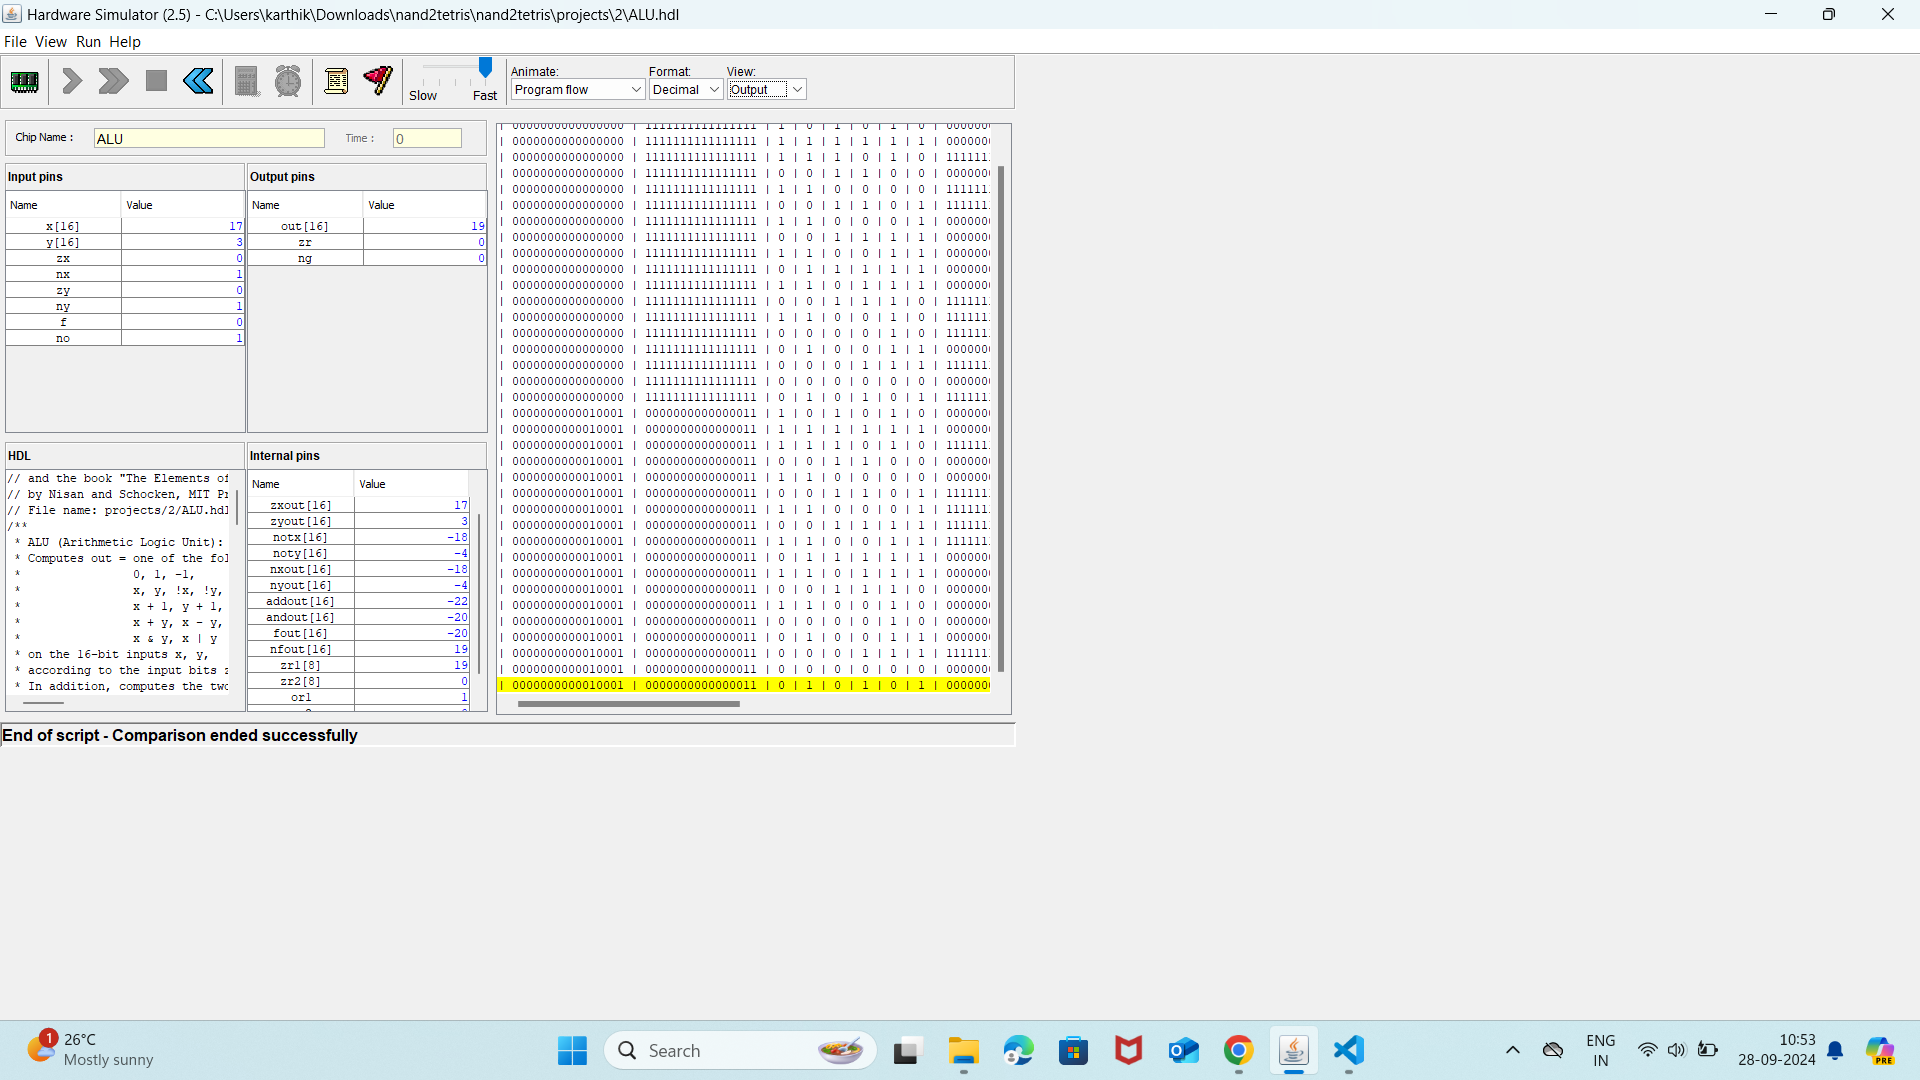 Hardware Simulator (2.5) - C:\Users\karthik\Downloads\nand2tetris\nand2tetris\projects\2\ALU.hdl
File View Run Help
Slow Fast
Animate: Format: View:
Program flow Decimal Output
Chip Name : ALU Time : 0
Input pins
Name Value
x[16] 17
y[16] 3
zx 0
nx 1
zy 0
ny 1
f 0
no 1
Output pins
Name Value
out[16] 19
zr 0
ng 0
HDL
// and the book "The Elements of
// by Nisan and Schocken, MIT Pr
// File name: projects/2/ALU.hdl
/**
* ALU (Arithmetic Logic Unit):
* Computes out = one of the fol
* 0, 1, -1,
* x, y, !x, !y,
* x + 1, y + 1,
* x + y, x - y,
* x & y, x | y
* on the 16-bit inputs x, y,
* according to the input bits z
* In addition, computes the two
Internal pins
Name Value
zxout[16] 17
zyout[16] 3
notx[16] -18
noty[16] -4
nxout[16] -18
nyout[16] -4
addout[16] -22
andout[16] -20
fout[16] -20
nfout[16] 19
zr1[8] 19
zr2[8] 0
or1 1
| 0000000000000000 | 1111111111111111 | 1 | 0 | 1 | 0 | 1 | 0 | 000000
| 0000000000000000 | 1111111111111111 | 1 | 1 | 1 | 1 | 1 | 1 | 000000
| 0000000000000000 | 1111111111111111 | 1 | 1 | 1 | 0 | 1 | 0 | 111111
| 0000000000000000 | 1111111111111111 | 0 | 0 | 1 | 1 | 0 | 0 | 000000
| 0000000000000000 | 1111111111111111 | 1 | 1 | 0 | 0 | 0 | 0 | 111111
| 0000000000000000 | 1111111111111111 | 0 | 0 | 1 | 1 | 0 | 1 | 111111
| 0000000000000000 | 1111111111111111 | 1 | 1 | 0 | 0 | 0 | 1 | 000000
| 0000000000000000 | 1111111111111111 | 0 | 0 | 1 | 1 | 1 | 1 | 000000
| 0000000000000000 | 1111111111111111 | 1 | 1 | 0 | 0 | 1 | 1 | 000000
| 0000000000000000 | 1111111111111111 | 0 | 1 | 1 | 1 | 1 | 1 | 000000
| 0000000000000000 | 1111111111111111 | 1 | 1 | 0 | 1 | 1 | 1 | 000000
| 0000000000000000 | 1111111111111111 | 0 | 0 | 1 | 1 | 1 | 0 | 111111
| 0000000000000000 | 1111111111111111 | 1 | 1 | 0 | 0 | 1 | 0 | 111111
| 0000000000000000 | 1111111111111111 | 0 | 0 | 0 | 0 | 1 | 0 | 111111
| 0000000000000000 | 1111111111111111 | 0 | 1 | 0 | 0 | 1 | 1 | 000000
| 0000000000000000 | 1111111111111111 | 0 | 0 | 0 | 1 | 1 | 1 | 111111
| 0000000000000000 | 1111111111111111 | 0 | 0 | 0 | 0 | 0 | 0 | 000000
| 0000000000000000 | 1111111111111111 | 0 | 1 | 0 | 1 | 0 | 1 | 111111
| 0000000000010001 | 0000000000000011 | 1 | 0 | 1 | 0 | 1 | 0 | 000000
| 0000000000010001 | 0000000000000011 | 1 | 1 | 1 | 1 | 1 | 1 | 000000
| 0000000000010001 | 0000000000000011 | 1 | 1 | 1 | 0 | 1 | 0 | 111111
| 0000000000010001 | 0000000000000011 | 0 | 0 | 1 | 1 | 0 | 0 | 000000
| 0000000000010001 | 0000000000000011 | 1 | 1 | 0 | 0 | 0 | 0 | 000000
| 0000000000010001 | 0000000000000011 | 0 | 0 | 1 | 1 | 0 | 1 | 111111
| 0000000000010001 | 0000000000000011 | 1 | 1 | 0 | 0 | 0 | 1 | 111111
| 0000000000010001 | 0000000000000011 | 0 | 0 | 1 | 1 | 1 | 1 | 111111
| 0000000000010001 | 0000000000000011 | 1 | 1 | 0 | 0 | 1 | 1 | 111111
| 0000000000010001 | 0000000000000011 | 0 | 1 | 1 | 1 | 1 | 1 | 000000
| 0000000000010001 | 0000000000000011 | 1 | 1 | 0 | 1 | 1 | 1 | 000000
| 0000000000010001 | 0000000000000011 | 0 | 0 | 1 | 1 | 1 | 0 | 000000
| 0000000000010001 | 0000000000000011 | 1 | 1 | 0 | 0 | 1 | 0 | 000000
| 0000000000010001 | 0000000000000011 | 0 | 0 | 0 | 0 | 1 | 0 | 000000
| 0000000000010001 | 0000000000000011 | 0 | 1 | 0 | 0 | 1 | 1 | 000000
| 0000000000010001 | 0000000000000011 | 0 | 0 | 0 | 1 | 1 | 1 | 111111
| 0000000000010001 | 0000000000000011 | 0 | 0 | 0 | 0 | 0 | 0 | 000000
| 0000000000010001 | 0000000000000011 | 0 | 1 | 0 | 1 | 0 | 1 | 000000
End of script - Comparison ended successfully
1
26°C
Mostly sunny
Search
ENG
IN
10:53
28-09-2024
PRE